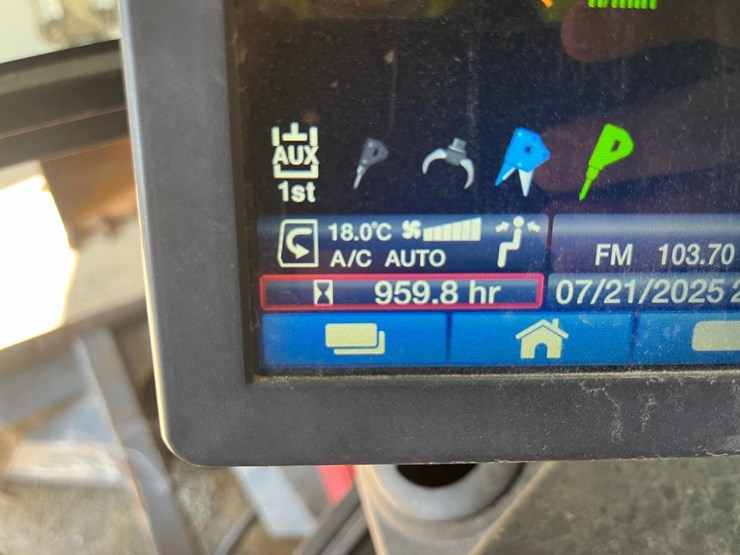 AUX
1st
18.0°C
A/C AUTO
FM 103.70
959.8 hr
07/21/2025